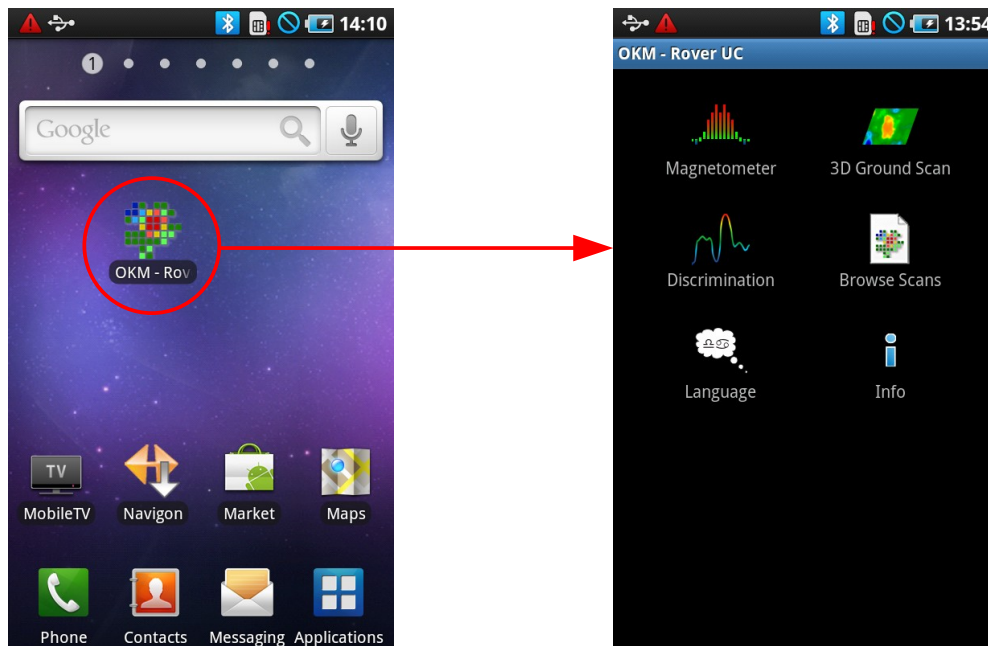 14:10
1
Google
OKM - Rov
TV
MobileTV Navigon Market Maps
Phone Contacts Messaging Applications
13:54
OKM - Rover UC
Magnetometer 3D Ground Scan
Discrimination Browse Scans
Language Info